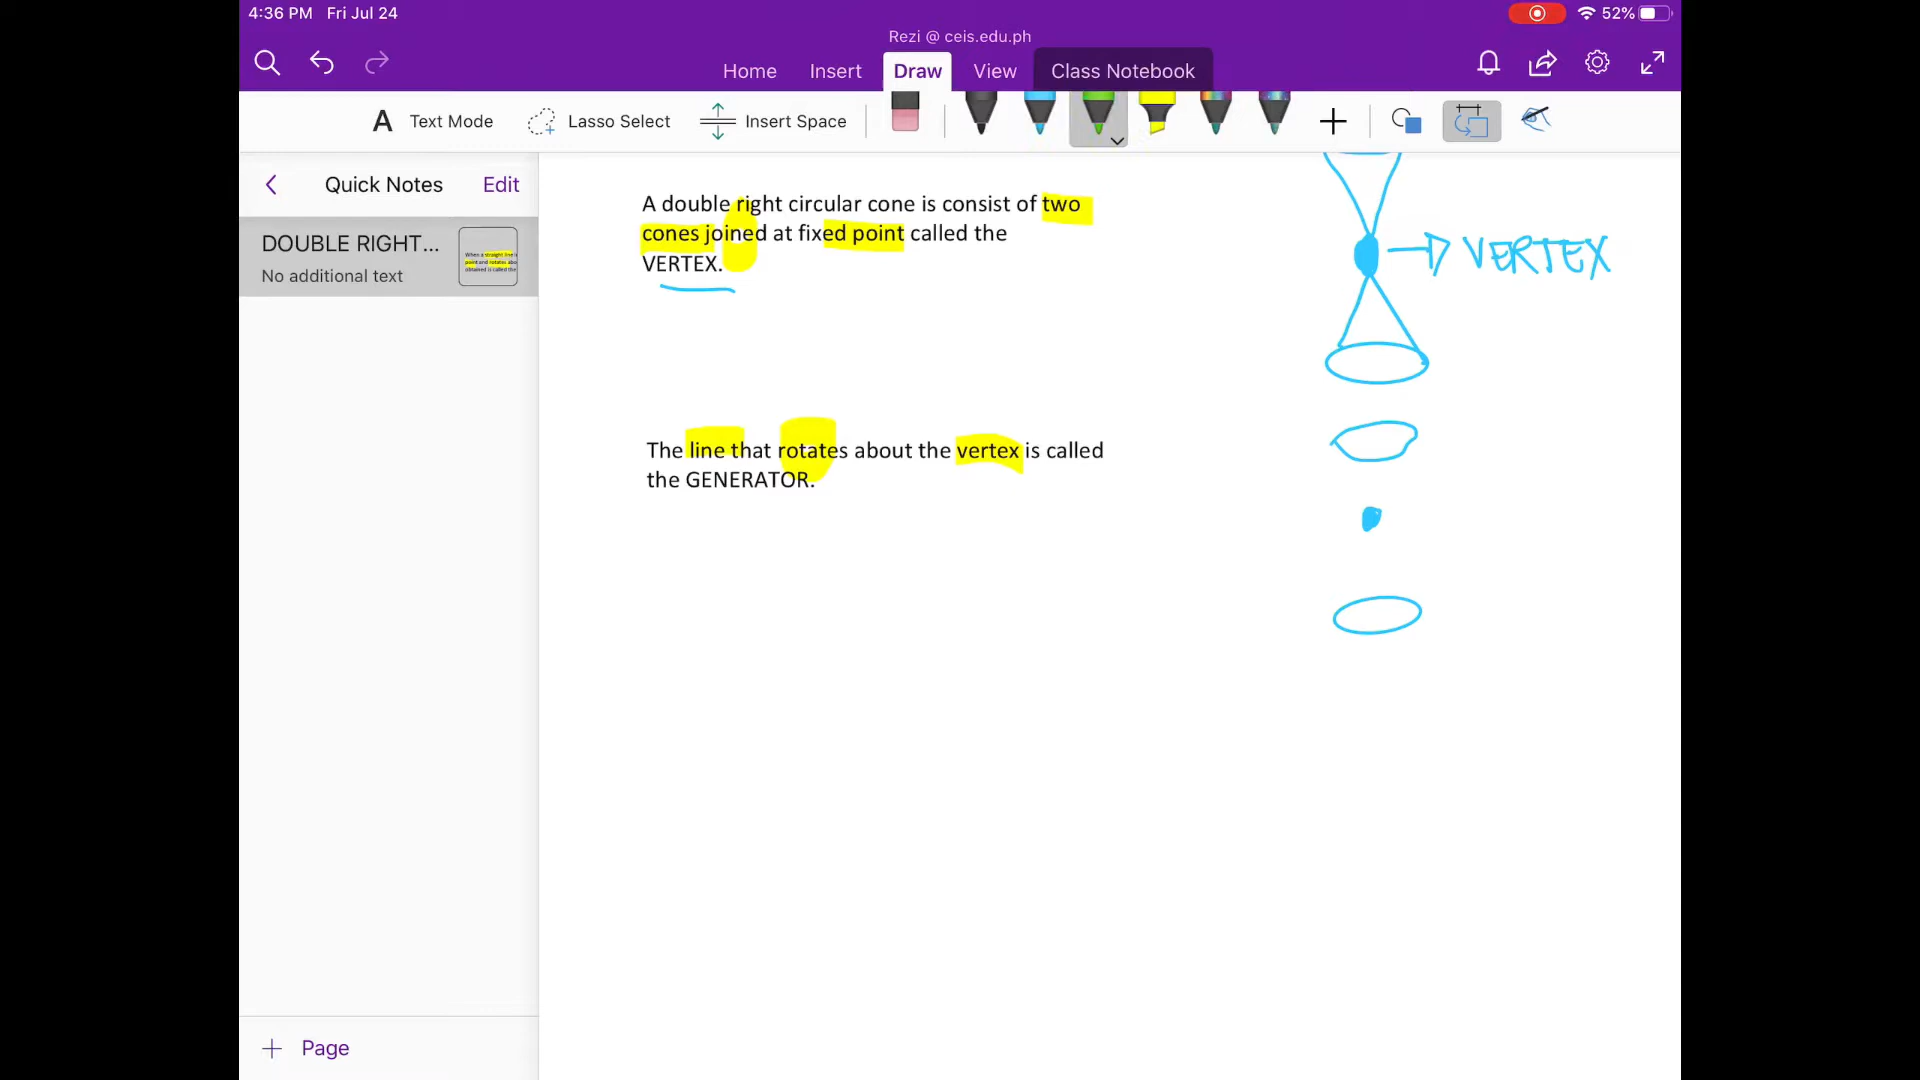 4:36 PM Fri Jul 24
52%
Rezi @ ceis.edu.ph
Home Insert Draw View Class Notebook
A Text Mode Lasso Select Insert Space
Quick Notes Edit
DOUBLE RIGHT...
No additional text
A double right circular cone is consist of two
cones joined at fixed point called the
VERTEX.
VERTEX
The line that rotates about the vertex is called
the GENERATOR.
Page